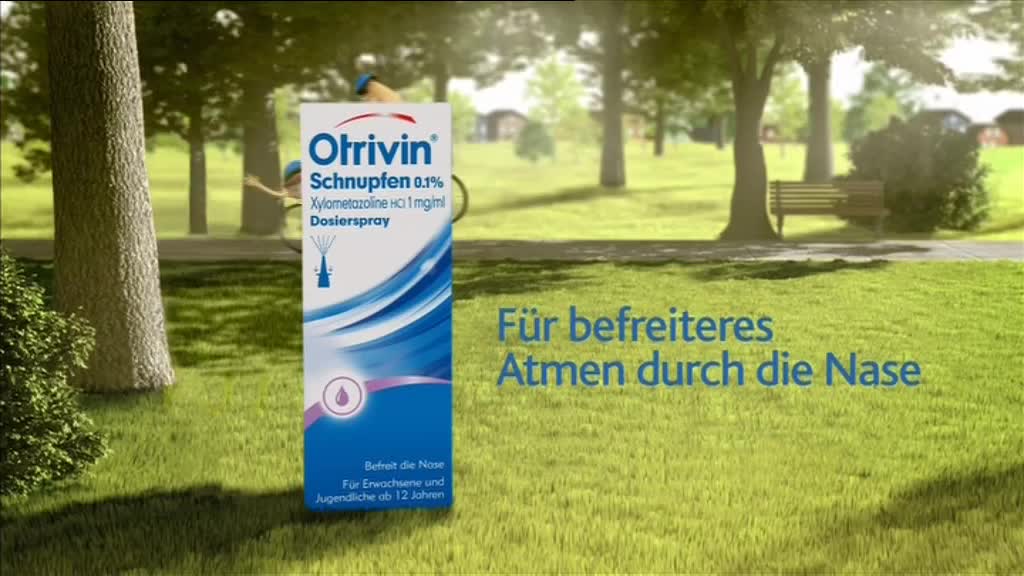 Otrivin®
Schnupfen 0.1%
Xylometazoline HCl 1 mg/ml
Dosierspray
Für befreiteres
Atmen durch die Nase
Befreit die Nase
Für Erwachsene und
Jugendliche ab 12 Jahren